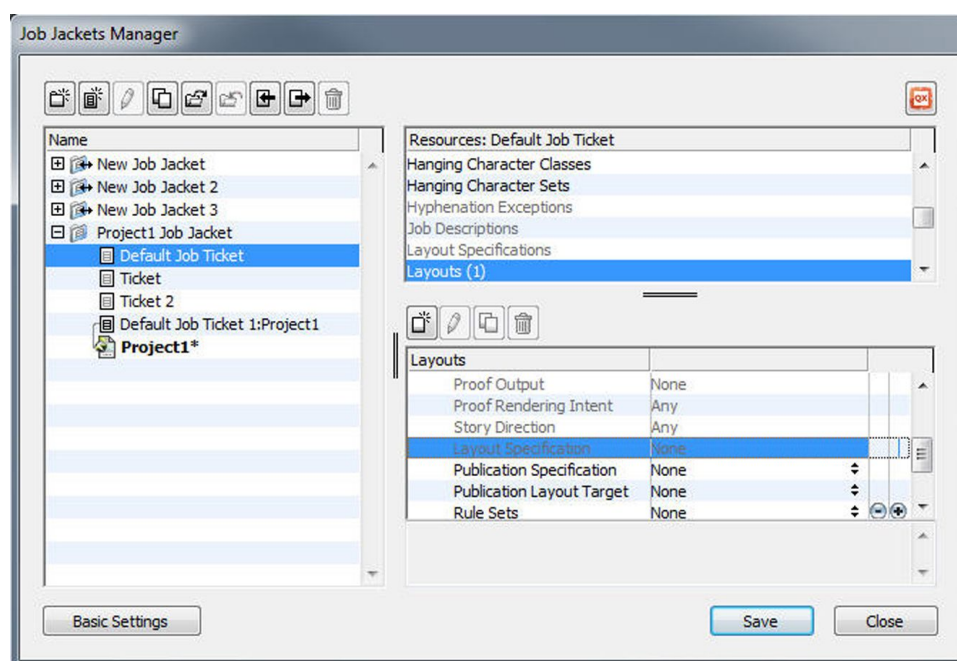 Job Jackets Manager
QX
Name
New Job Jacket
New Job Jacket 2
New Job Jacket 3
Project1 Job Jacket
Default Job Ticket
Ticket
Ticket 2
Default Job Ticket 1:Project1
Project1*
Resources: Default Job Ticket
Hanging Character Classes
Hanging Character Sets
Hyphenation Exceptions
Job Descriptions
Layout Specifications
Layouts (1)
Layouts
Proof Output None
Proof Rendering Intent Any
Story Direction Any
Layout Specification None
Publication Specification None
Publication Layout Target None
Rule Sets None
Basic Settings
Save
Close